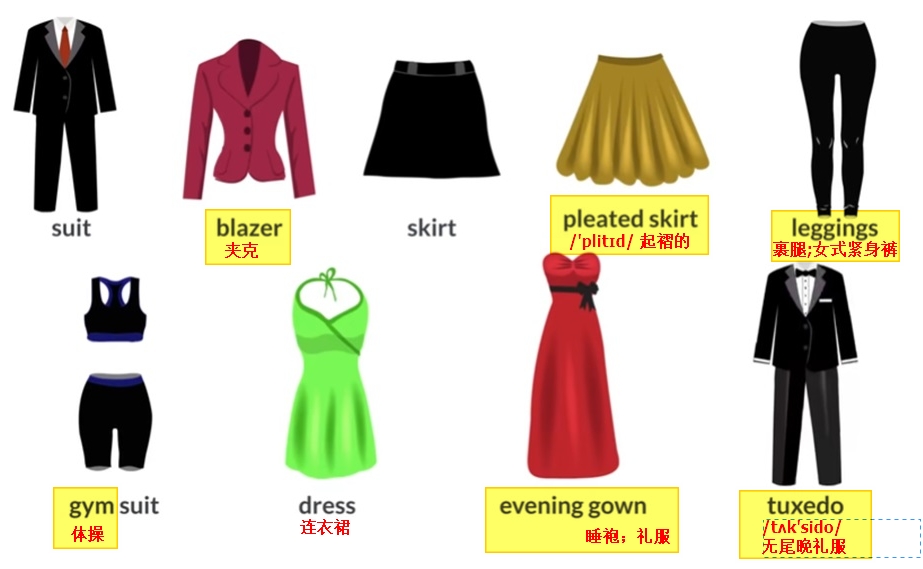 suit
blazer
夹克
skirt
pleated skirt
/ˈplitɪd/ 起褶的
leggings
裹腿;女式紧身裤
gym suit
体操
dress
连衣裙
evening gown
睡袍；礼服
tuxedo
/tʌkˈsido/
无尾晚礼服